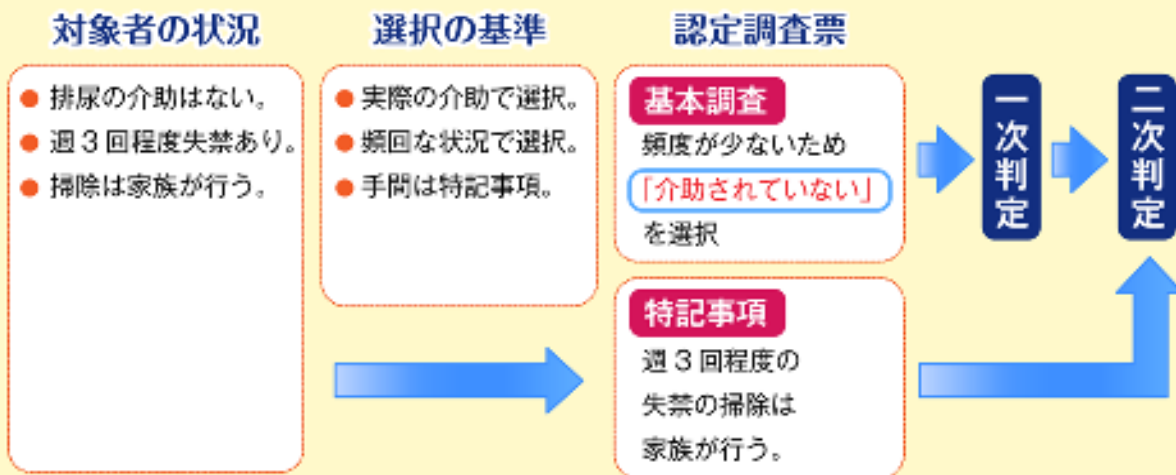 対象者の状況
● 排尿の介助はない。
● 週3回程度失禁あり。
● 掃除は家族が行う。
選択の基準
● 実際の介助で選択。
● 頻回な状況で選択。
● 手間は特記事項。
認定調査票
基本調査
頻度が少ないため
「介助されていない」
を選択
特記事項
週3回程度の
失禁の掃除は
家族が行う。
一次判定
二次判定